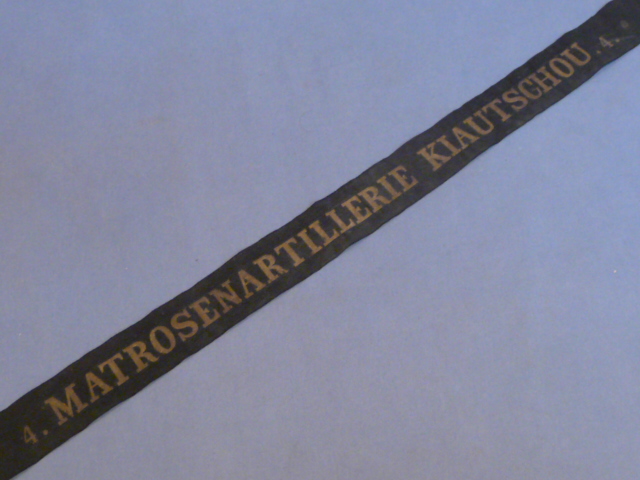 4. MATROSENARTILLERIE KIAUTSCHOU .4.